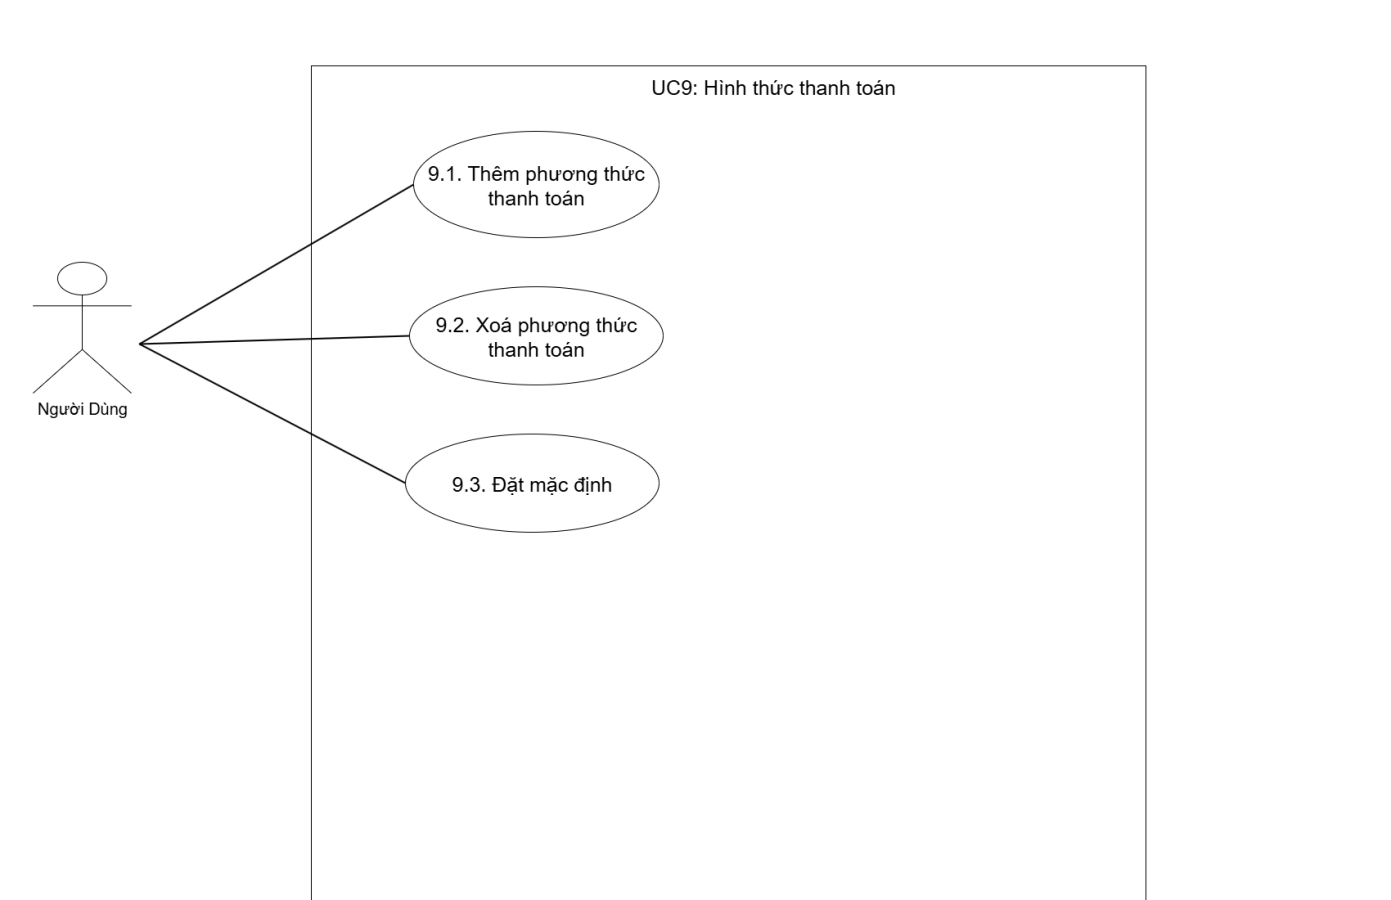 UC9: Hình thức thanh toán
9.1. Thêm phương thức
thanh toán
9.2. Xoá phương thức
thanh toán
Người Dùng
9.3. Đặt mặc định